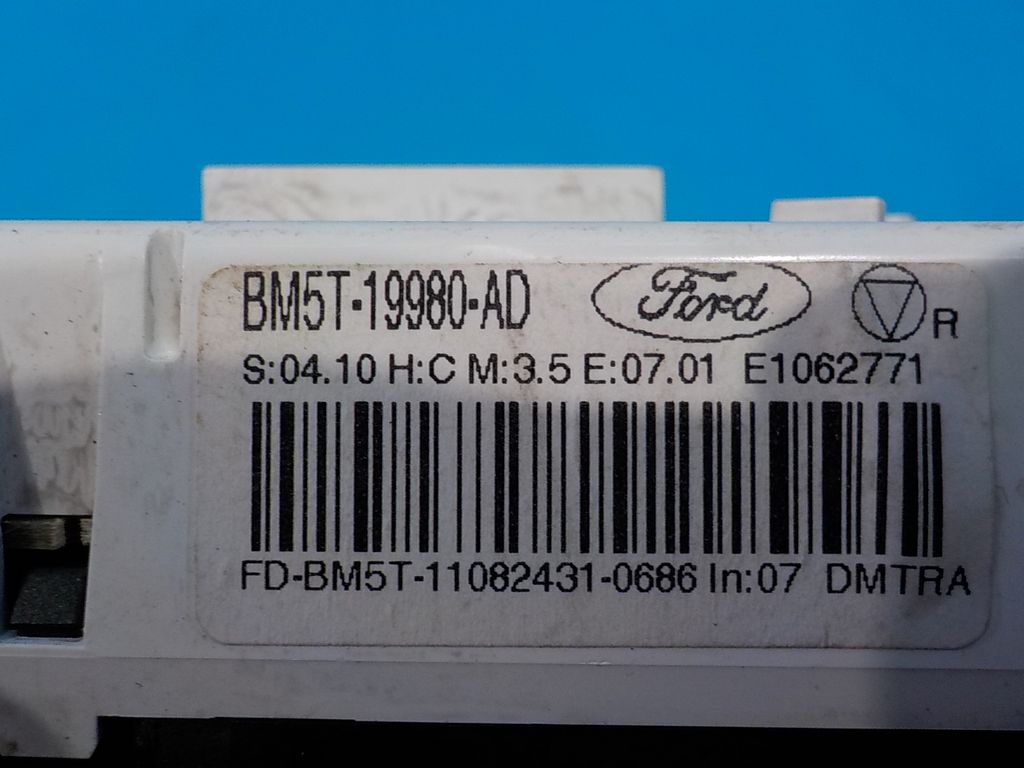 BM5T-19980-AD Ford R
S:04.10 H:C M:3.5 E:07.01 E1062771
FD-BM5T-11082431-0686 In:07 DMTRA